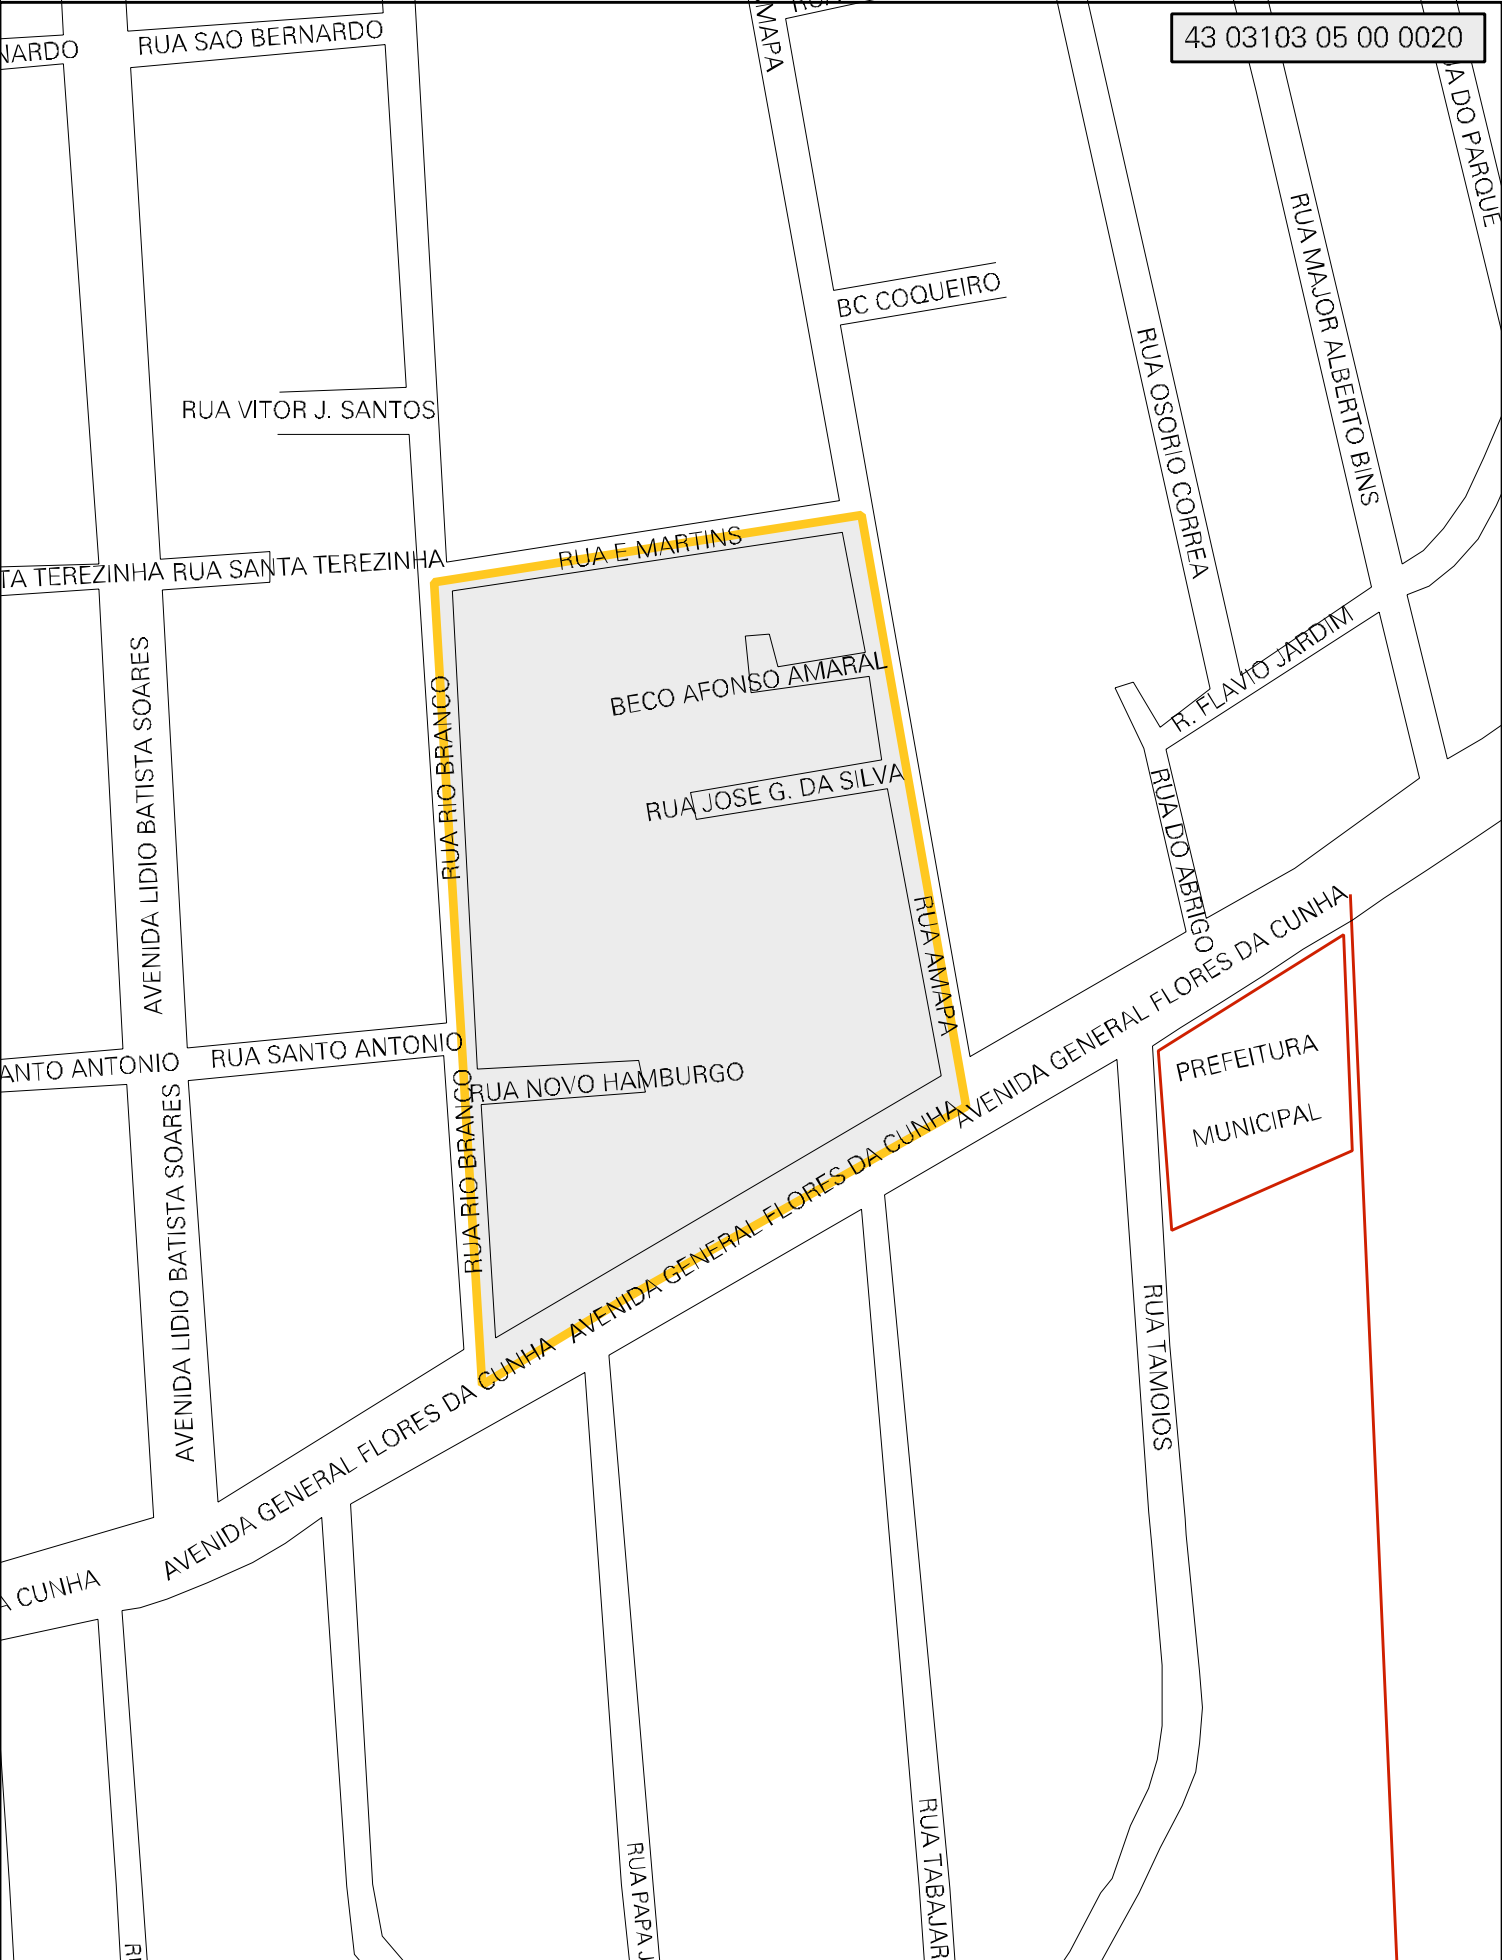 43 03103 05 00 0020
NARDO
RUA SAO BERNARDO
MAPA
RUA DO PARQUE
RUA MAJOR ALBERTO BINS
BC COQUEIRO
RUA OSORIO CORREA
RUA VITOR J. SANTOS
RUA E MARTINS
TA TEREZINHA
RUA SANTA TEREZINHA
R. FLAVIO JARDIM
AVENIDA LIDIO BATISTA SOARES
RUA RIO BRANCO
BECO AFONSO AMARAL
RUA JOSE G. DA SILVA
RUA DO ABRIGO
RUA AMAPA
AVENIDA GENERAL FLORES DA CUNHA
PREFEITURA
MUNICIPAL
ANTO ANTONIO
RUA SANTO ANTONIO
RUA NOVO HAMBURGO
RUA RIO BRANCO
AVENIDA LIDIO BATISTA SOARES
AVENIDA GENERAL FLORES DA CUNHA
AVENIDA GENERAL FLORES DA CUNHA
RUA TAMOIOS
A CUNHA
RUA TABAJAR
RUA PAPA J